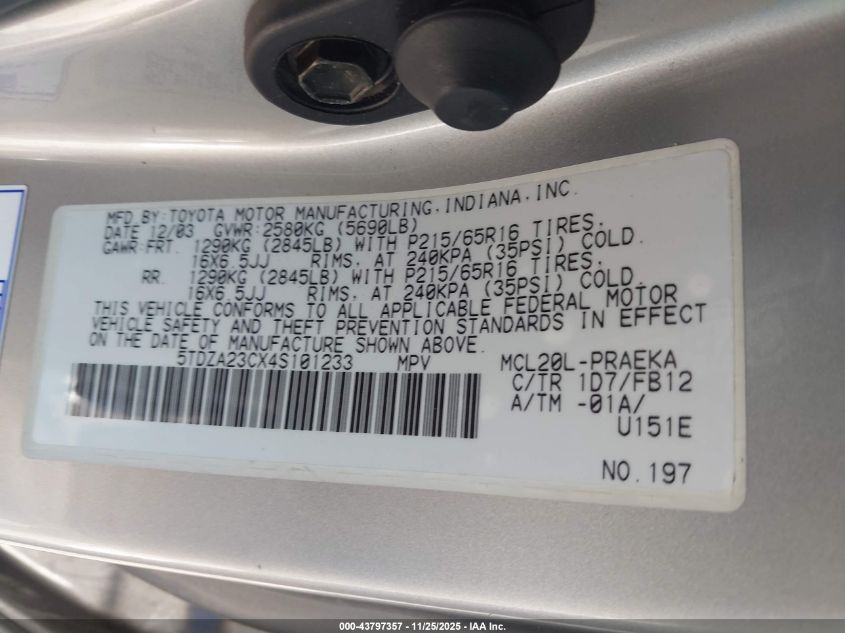 MFD.BY:TOYOTA MOTOR MANUFACTURING,INDIANA,INC.
DATE 12/03 GVWR:2580KG (5690LB)
GAWR:FRT. 1290KG (2845LB) WITH P215/65R16 TIRES,
16X6.5JJ RIMS, AT 240KPA (35PSI) COLD.
RR. 1290KG (2845LB) WITH P215/65R16 TIRES,
16X6.5JJ RIMS, AT 240KPA (35PSI) COLD.
THIS VEHICLE CONFORMS TO ALL APPLICABLE FEDERAL MOTOR
VEHICLE SAFETY AND THEFT PREVENTION STANDARDS IN EFFECT
ON THE DATE OF MANUFACTURE SHOWN ABOVE.
5TDZA23CX4S101233 MPV MCL20L-PRAEKA
C/TR 1D7/FB12
A/TM -01A/
U151E
NO.197
000-43797357 - 11/25/2025 - IAA Inc.